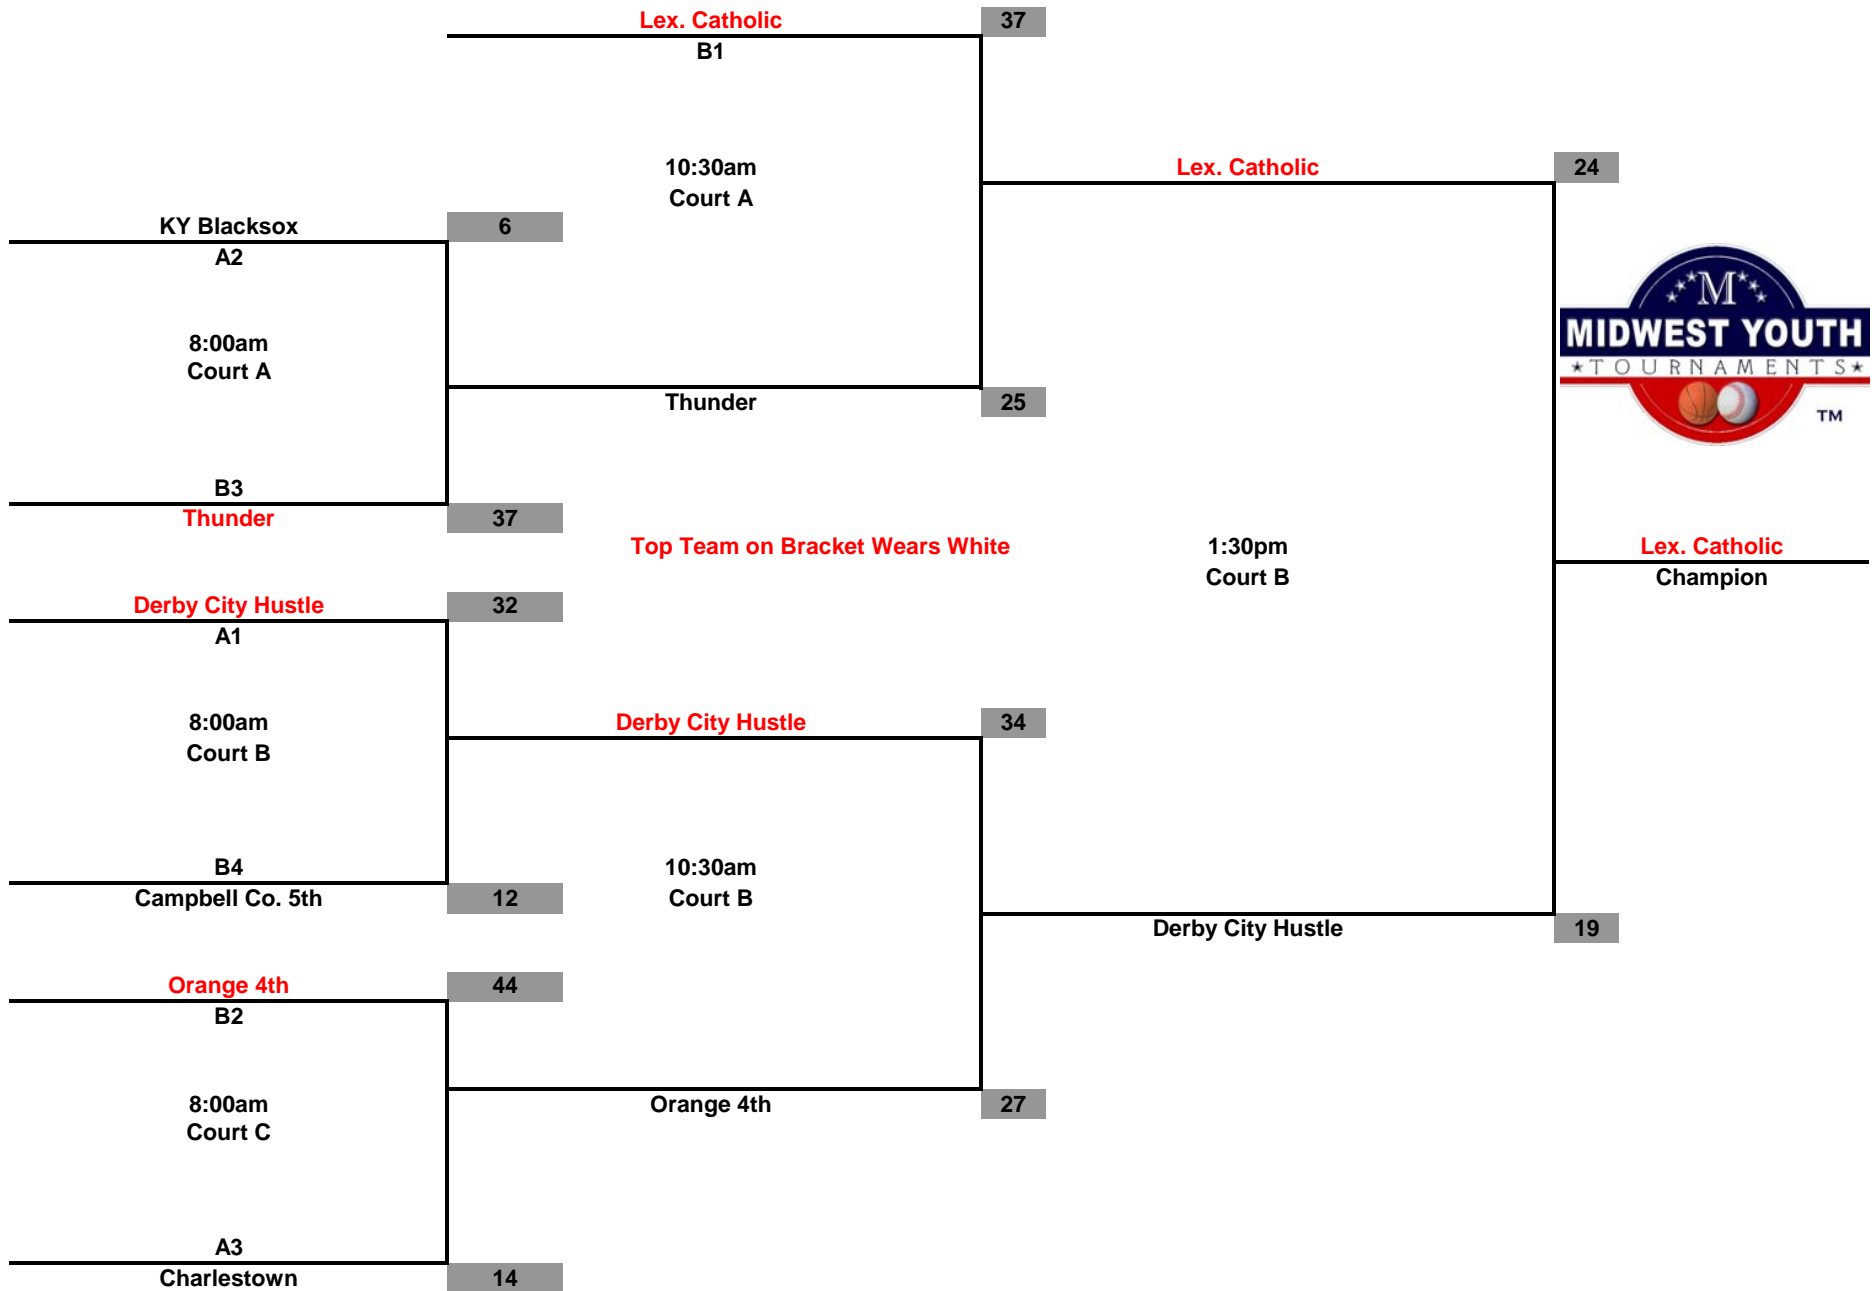 Lex. Catholic 37
B1
10:30am
Court A
Lex. Catholic 24
KY Blacksox 6
A2
M
MIDWEST YOUTH
TOURNAMENTS
TM
8:00am
Court A
Thunder 25
B3
Thunder 37
Top Team on Bracket Wears White
1:30pm
Court B
Lex. Catholic
Champion
Derby City Hustle 32
A1
8:00am
Court B
Derby City Hustle 34
B4
Campbell Co. 5th 12
10:30am
Court B
Derby City Hustle 19
Orange 4th 44
B2
8:00am
Court C
Orange 4th 27
A3
Charlestown 14